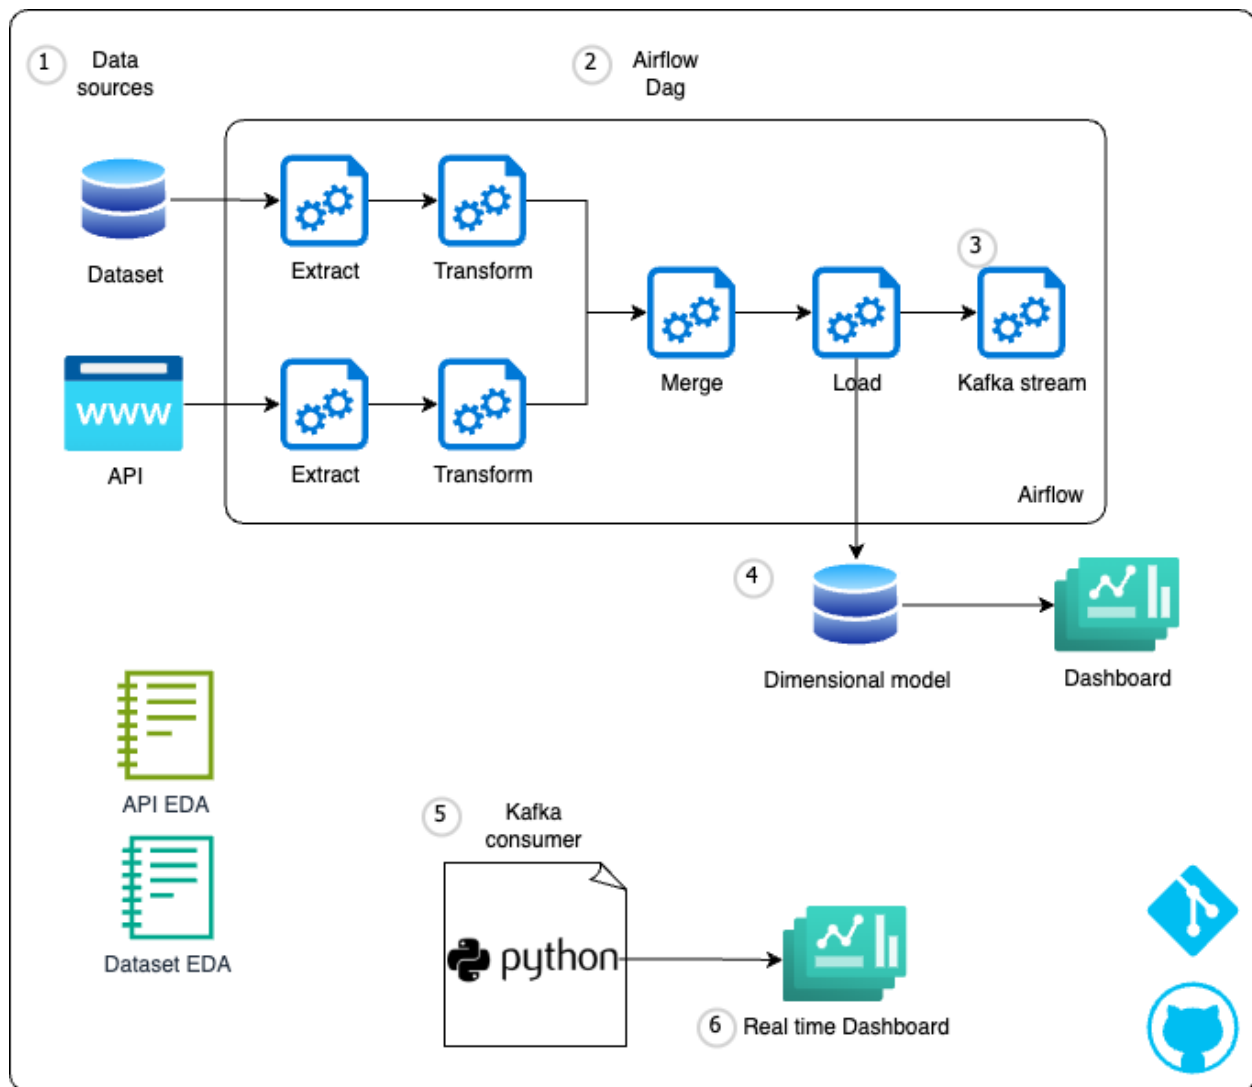 1
Data
sources
2
Airflow
Dag
Dataset
Extract
Transform
3
Merge
Load
Kafka stream
WWW
API
Extract
Transform
Airflow
4
Dimensional model
Dashboard
API EDA
5
Kafka
consumer
python
Dataset EDA
6
Real time Dashboard